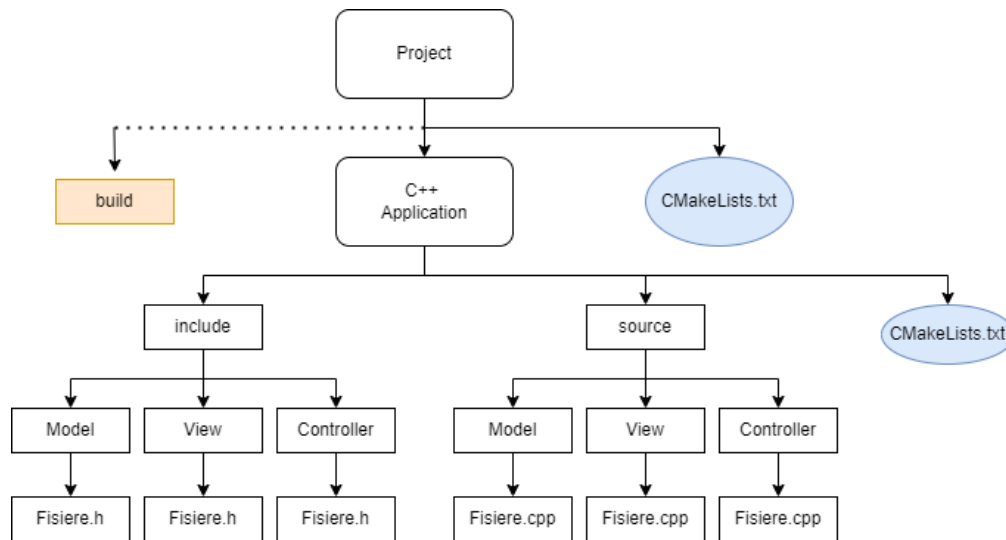 Project
build
C++
Application
CMakeLists.txt
include
source
CMakeLists.txt
Model
View
Controller
Model
View
Controller
Fisiere.h
Fisiere.h
Fisiere.h
Fisiere.cpp
Fisiere.cpp
Fisiere.cpp